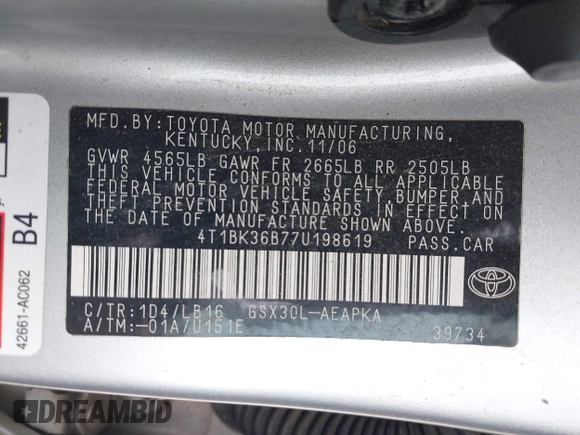 MFD. BY: TOYOTA MOTOR MANUFACTURING,
KENTUCKY, INC. 11/06
GVWR 4565LB GAWR FR 2665LB RR 2505LB
THIS VEHICLE CONFORMS TO ALL APPLICABLE
FEDERAL MOTOR VEHICLE SAFETY, BUMPER, AND
THEFT PREVENTION STANDARDS IN EFFECT ON
THE DATE OF MANUFACTURE SHOWN ABOVE.
4T1BK36B77U198619 PASS. CAR
C/TR: 1D4/LB16 GSX30L-AEAPKA
A/TM: -01A/U151E 39734
B4
42661-AC062
DREAMBID